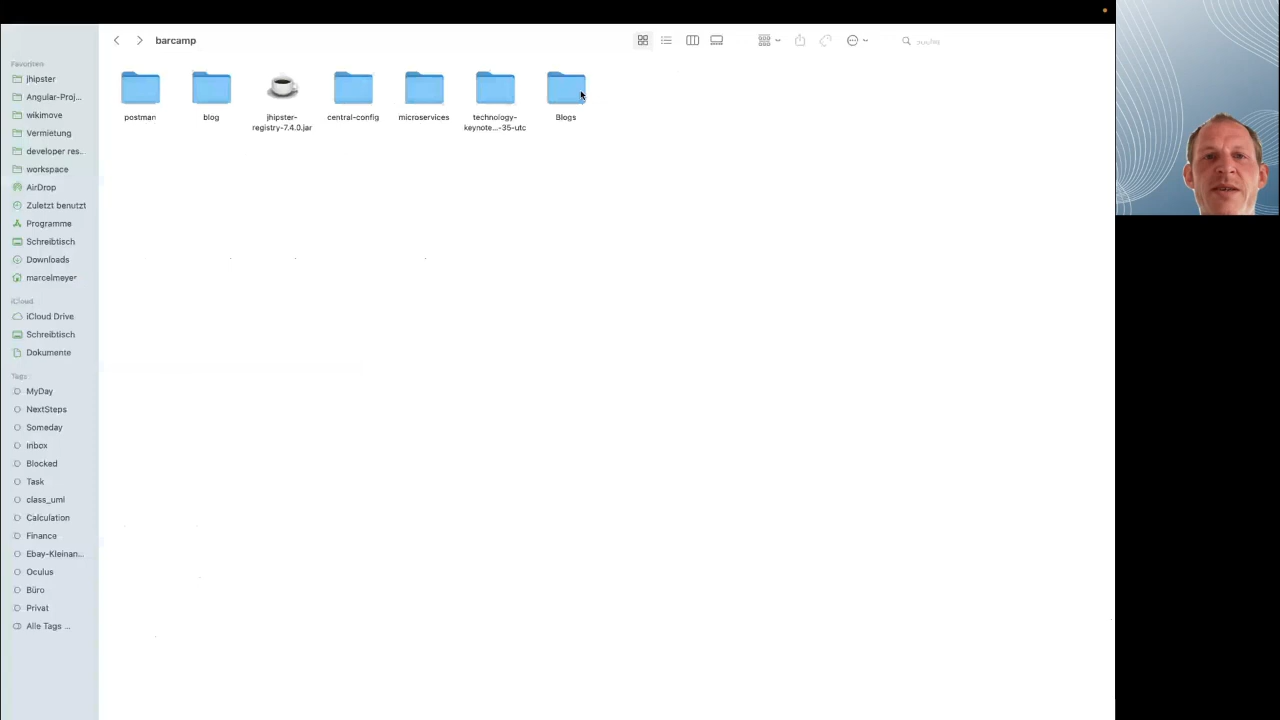 barcamp
Favoriten
jhipster
Angular-Proj...
wikimove
Vermietung
developer res...
workspace
AirDrop
Zuletzt benutzt
Programme
Schreibtisch
Downloads
marcelmeyer
iCloud
iCloud Drive
Schreibtisch
Dokumente
Tags
MyDay
NextSteps
Someday
Inbox
Blocked
Task
class_uml
Calculation
Finance
Ebay-Kleinan...
Oculus
Büro
Privat
Alle Tags ...
postman
blog
jhipster-
registry-7.4.0.jar
central-config
microservices
technology-
keynote...-35-utc
Blogs